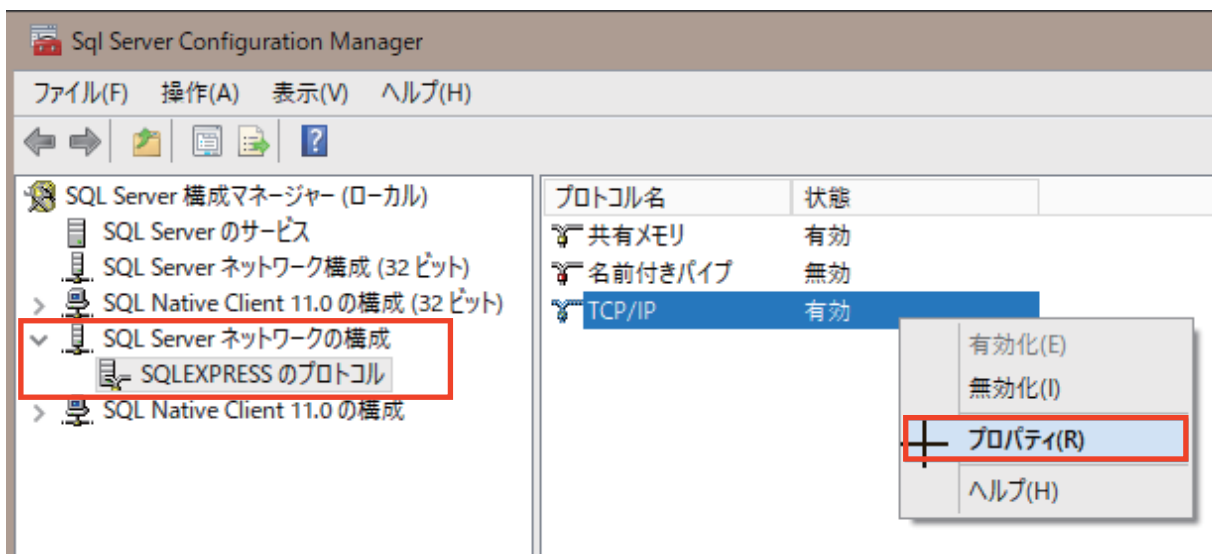 Sql Server Configuration Manager
ファイル(F) 操作(A) 表示(V) ヘルプ(H)
SQL Server 構成マネージャー (ローカル)
SQL Server のサービス
SQL Server ネットワーク構成 (32 ビット)
SQL Native Client 11.0 の構成 (32 ビット)
SQL Server ネットワークの構成
SQLEXPRESS のプロトコル
SQL Native Client 11.0 の構成
プロトコル名 状態
共有メモリ 有効
名前付きパイプ 無効
TCP/IP 有効
有効化(E)
無効化(I)
プロパティ(R)
ヘルプ(H)